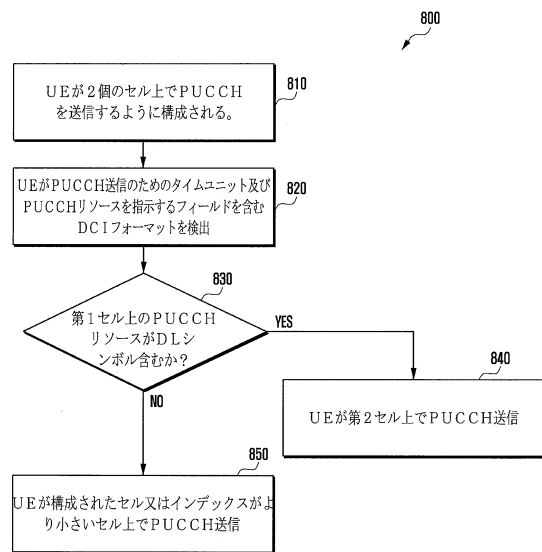 800
UEが2個のセル上でPUCCH
を送信するように構成される。
810
UEがPUCCH送信のためのタイムユニット及び
PUCCHリソースを指示するフィールドを含む
DCIフォーマットを検出
820
830
第1セル上のPUCCH
リソースがDLシ
ンボル含むか？
YES
840
UEが第2セル上でPUCCH送信
NO
850
UEが構成されたセル又はインデックスがよ
り小さいセル上でPUCCH送信